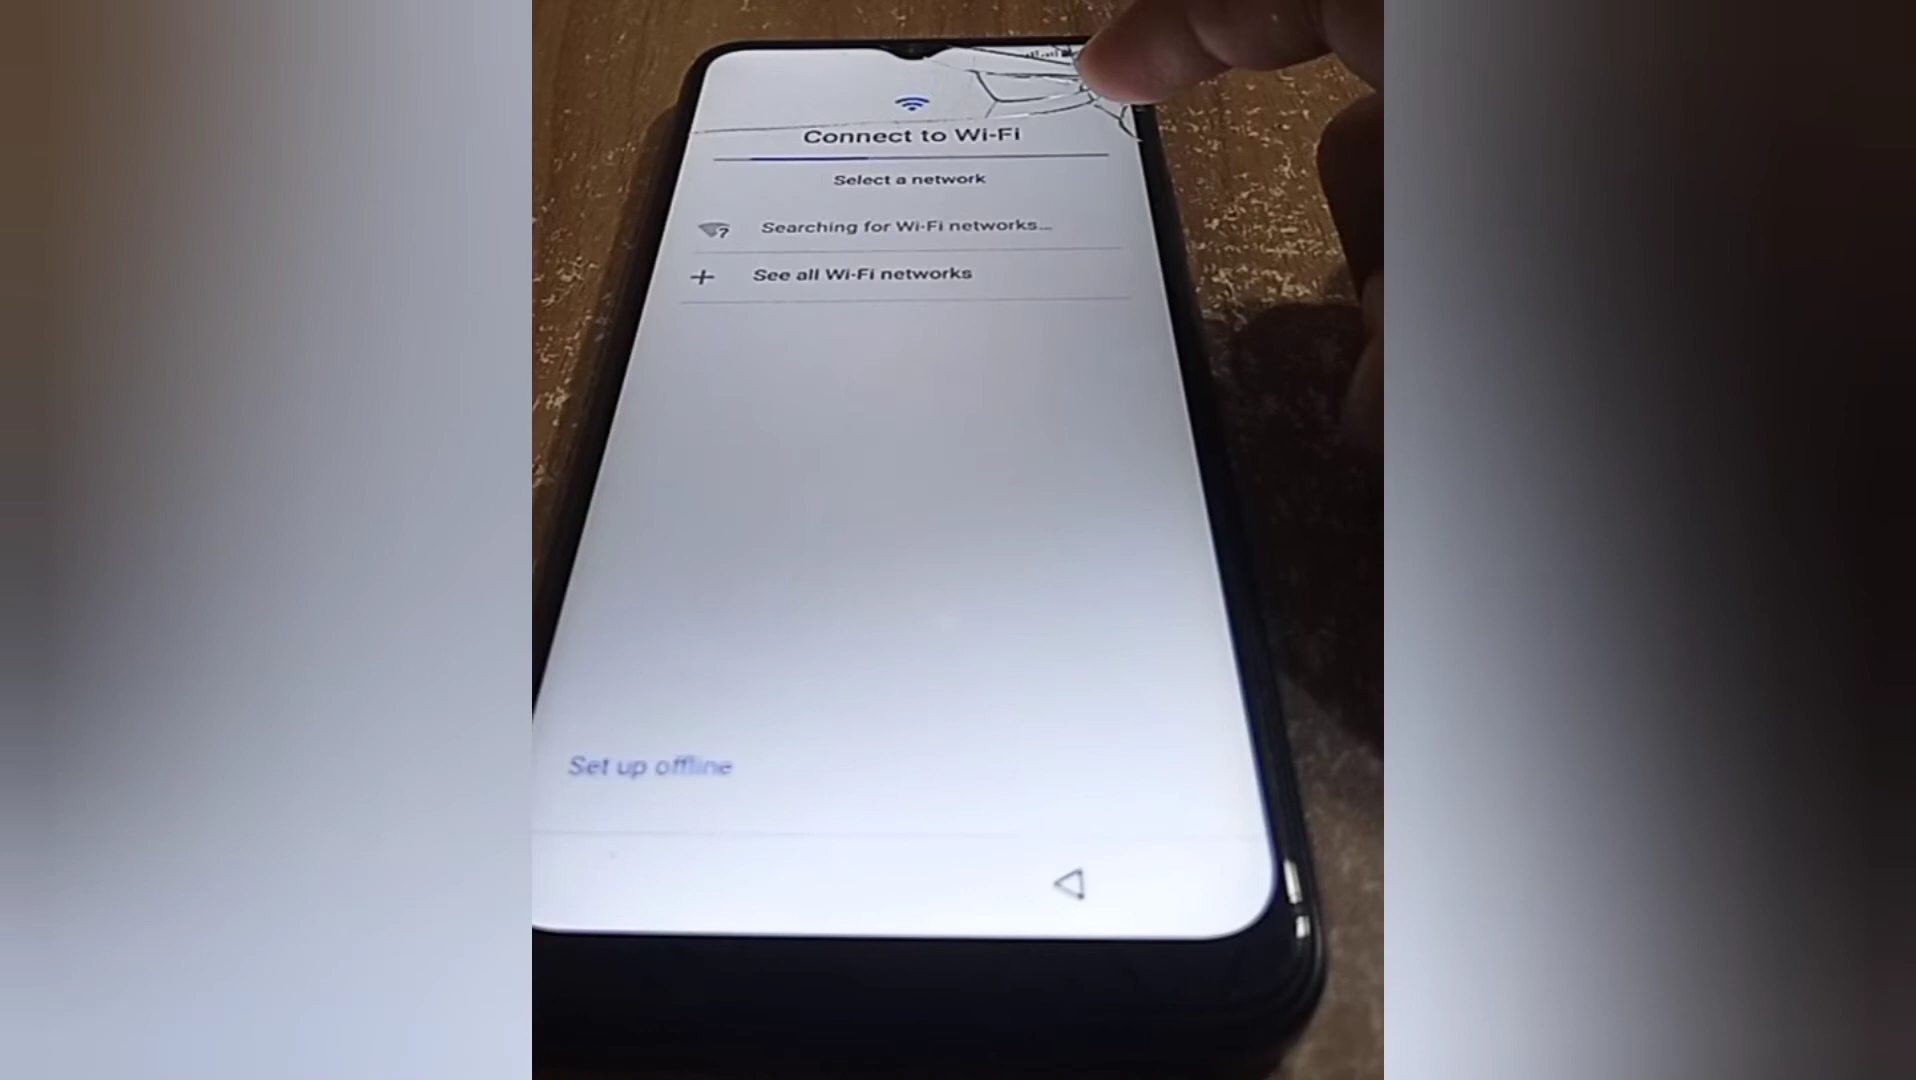 Connect to Wi-Fi
Select a network
Searching for Wi-Fi networks...
See all Wi-Fi networks
Set up offline